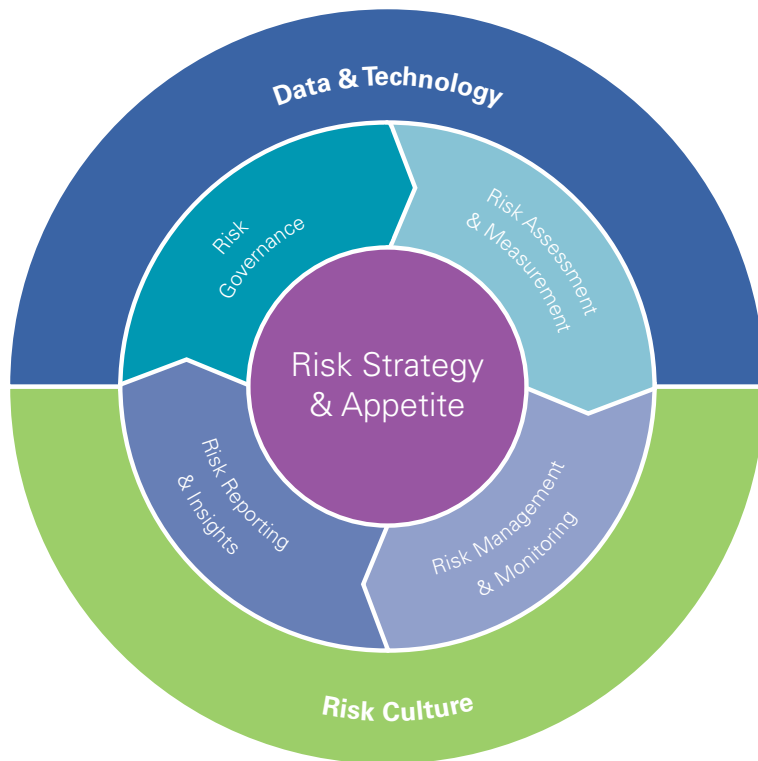 Data & Technology
Risk
Governance
Risk Assessment
& Measurement
Risk Strategy
& Appetite
Risk Reporting
& Insights
Risk Management
& Monitoring
Risk Culture